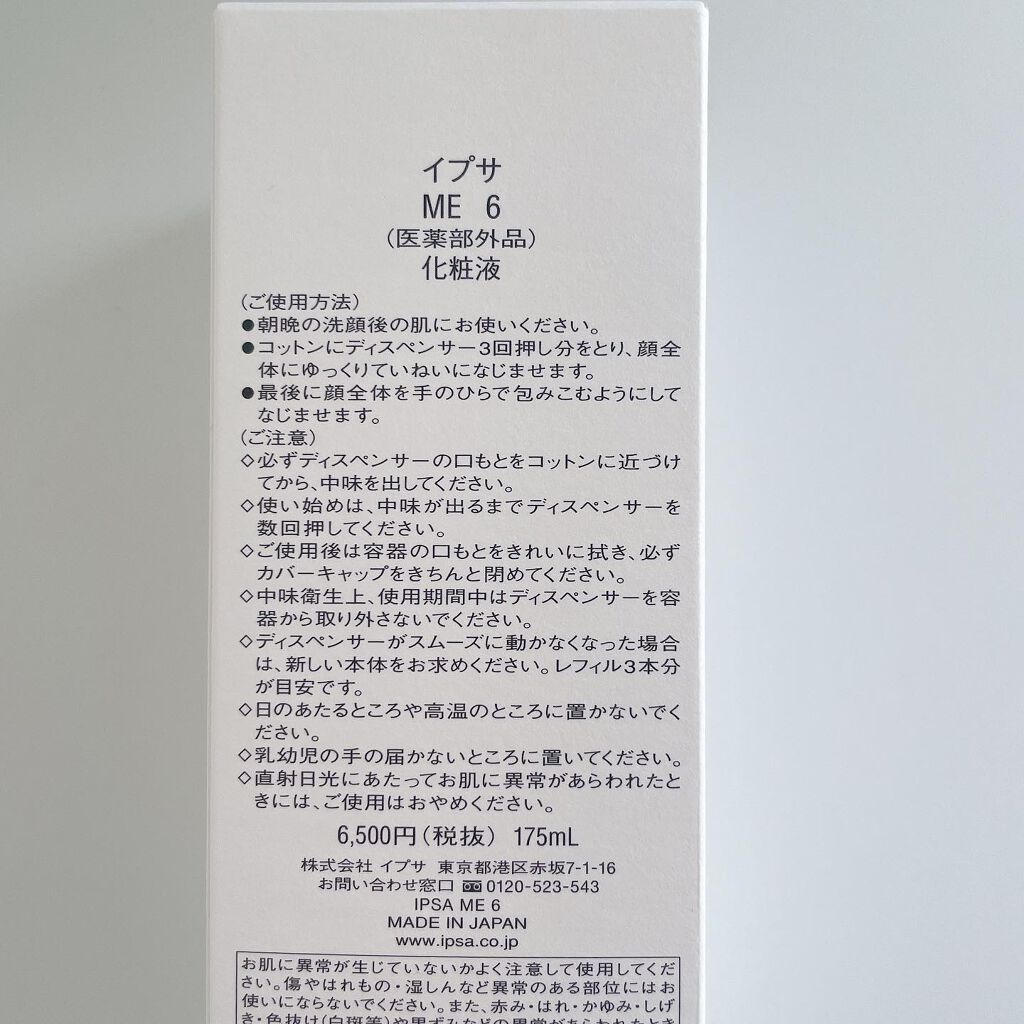 イプサ
ME 6
(医薬部外品)
化粧液
(ご使用方法)
●朝晩の洗顔後の肌にお使いください。
●コットンにディスペンサー3回押し分をとり、顔全
体にゆっくりていねいになじませます。
●最後に顔全体を手のひらで包みこむようにして
なじませます。
(ご注意)
◇必ずディスペンサーの口もとをコットンに近づけ
てから、中味を出してください。
◇使い始めは、中味が出るまでディスペンサーを
数回押してください。
◇ご使用後は容器の口もとをきれいに拭き、必ず
カバーキャップをきちんと閉めてください。
◇中味衛生上、使用期間中はディスペンサーを容
器から取り外さないでください。
◇ディスペンサーがスムーズに動かなくなった場合
は、新しい本体をお求めください。レフィル3本分
が目安です。
◇日のあたるところや高温のところに置かないでく
ださい。
◇乳幼児の手の届かないところに置いてください。
◇直射日光にあたってお肌に異常があらわれたと
きには、ご使用はおやめください。
6,500円(税抜) 175mL
株式会社 イプサ 東京都港区赤坂7-1-16
お問い合わせ窓口 0120-523-543
IPSA ME 6
MADE IN JAPAN
www.ipsa.co.jp
お肌に異常が生じていないかよく注意して使用してくだ
さい。傷やはれもの・湿しんなど異常のある部位にはお
使いにならないでください。また、赤み・はれ・かゆみ・しげ
き・色抜け(白斑等)や黒ずみなどの異常があらわれたとき